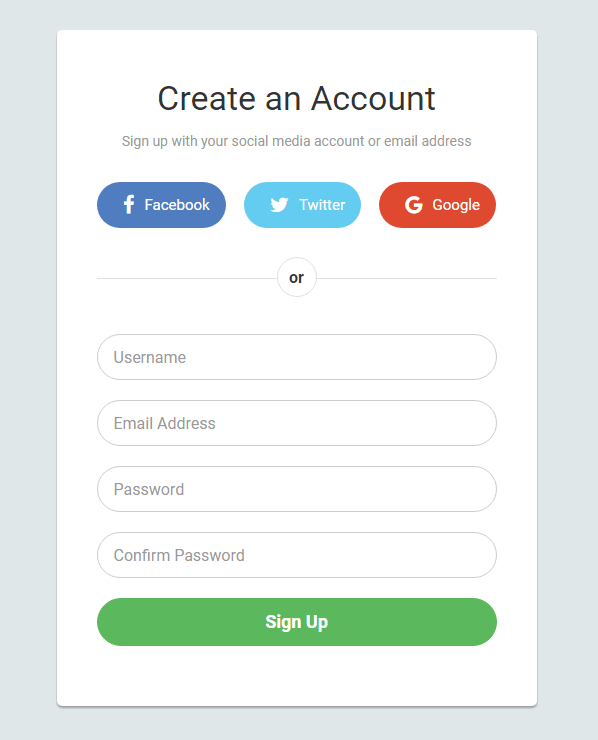 Create an Account
Sign up with your social media account or email address
Facebook Twitter Google
or
Username
Email Address
Password
Confirm Password
Sign Up